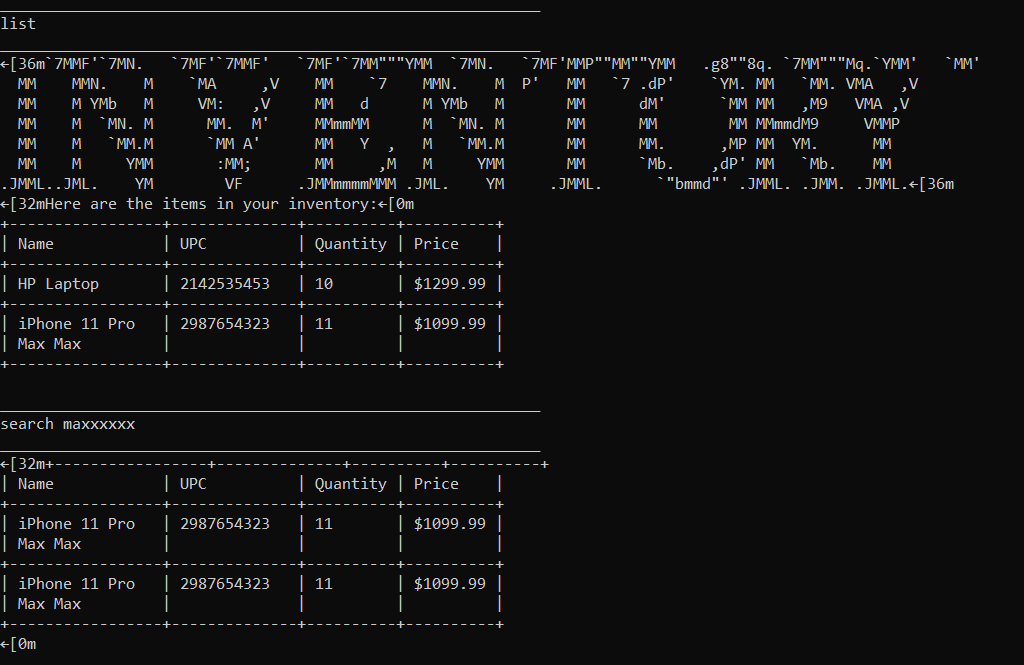 ____________________________________________________________
list
____________________________________________________________
←[36m`7MMF'`7MN.   `7MF'`7MMF'   `7MF'`7MM"""YMM  `7MN.   `7MF'MMP""MM""YMM   .g8""8q. `7MM"""Mq.`YMM'   `MM'
  MM    MMN.    M    `MA     ,V    MM    `7    MMN.    M  P'   MM   `7 .dP'    `YM. MM   `MM. VMA   ,V
  MM    M YMb   M     VM:   ,V     MM   d      M YMb   M       MM      dM'      `MM MM   ,M9   VMA ,V
  MM    M  `MN. M      MM.  M'     MMmmMM      M  `MN. M       MM      MM        MM MMmmdM9     VMMP
  MM    M   `MM.M      `MM A'      MM   Y  ,   M   `MM.M       MM      MM.      ,MP MM  YM.      MM
  MM    M     YMM       :MM;       MM     ,M   M     YMM       MM      `Mb.    ,dP' MM   `Mb.    MM
.JMML..JML.    YM        VF      .JMMmmmmMMM .JML.    YM     .JMML.      `"bmmd"' .JMML. .JMM. .JMML.←[36m
←[32mHere are the items in your inventory:←[0m
+-----------------+--------------+----------+----------+
| Name            | UPC          | Quantity | Price    |
+-----------------+--------------+----------+----------+
| HP Laptop       | 2142535453   | 10       | $1299.99 |
+-----------------+--------------+----------+----------+
| iPhone 11 Pro   | 2987654323   | 11       | $1099.99 |
| Max Max         |              |          |          |
+-----------------+--------------+----------+----------+
____________________________________________________________
search maxxxxxx
____________________________________________________________
←[32m+-----------------+--------------+----------+----------+
| Name            | UPC          | Quantity | Price    |
+-----------------+--------------+----------+----------+
| iPhone 11 Pro   | 2987654323   | 11       | $1099.99 |
| Max Max         |              |          |          |
+-----------------+--------------+----------+----------+
| iPhone 11 Pro   | 2987654323   | 11       | $1099.99 |
| Max Max         |              |          |          |
+-----------------+--------------+----------+----------+
←[0m